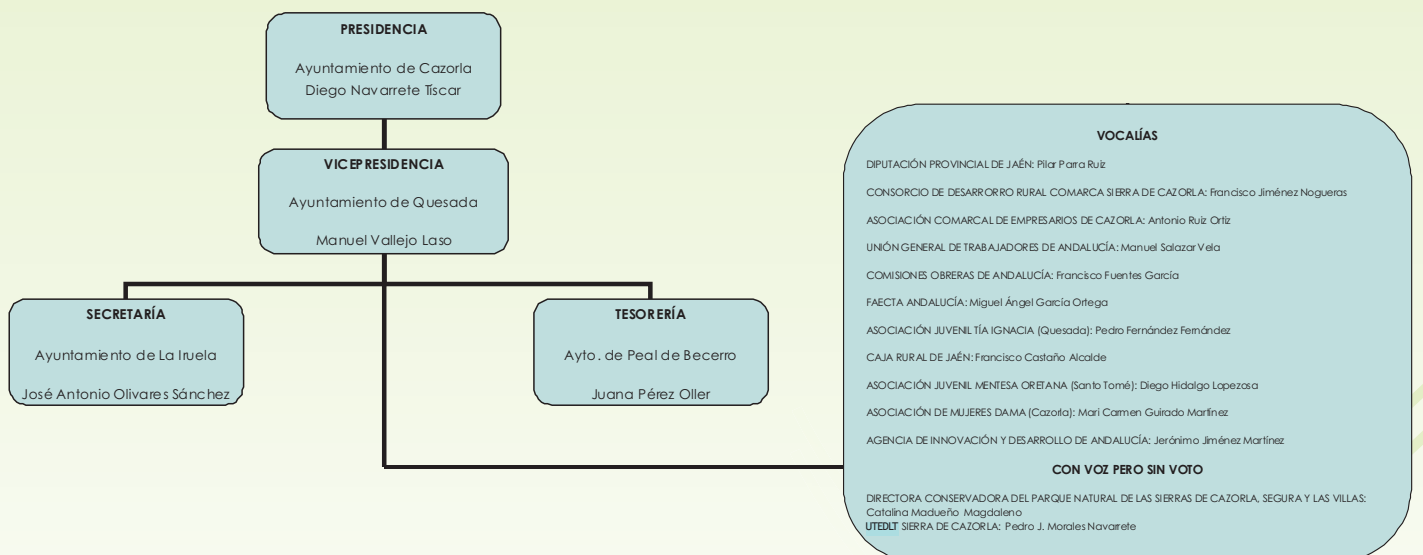 PRESIDENCIA
Ayuntamiento de Cazorla
Diego Navarrete Tíscar
VICEPRESIDENCIA
Ayuntamiento de Quesada
Manuel Vallejo Laso
SECRETARÍA
Ayuntamiento de La Iruela
José Antonio Olivares Sánchez
TESORERÍA
Ayto. de Peal de Becerro
Juana Pérez Oller
VOCALÍAS
DIPUTACIÓN PROVINCIAL DE JAÉN: Pilar Parra Ruiz
CONSORCIO DE DESARRORRO RURAL COMARCA SIERRA DE CAZORLA: Francisco Jiménez Nogueras
ASOCIACIÓN COMARCAL DE EMPRESARIOS DE CAZORLA: Antonio Ruiz Ortiz
UNIÓN GENERAL DE TRABAJADORES DE ANDALUCÍA: Manuel Salazar Vela
COMISIONES OBRERAS DE ANDALUCÍA: Francisco Fuentes García
FAECTA ANDALUCÍA: Miguel Ángel García Ortega
ASOCIACIÓN JUVENIL TÍA IGNACIA (Quesada): Pedro Fernández Fernández
CAJA RURAL DE JAÉN: Francisco Castaño Alcalde
ASOCIACIÓN JUVENIL MENTESA ORETANA (Santo Tomé): Diego Hidalgo Lopezosa
ASOCIACIÓN DE MUJERES DAMA (Cazorla): Mari Carmen Guirado Martínez
AGENCIA DE INNOVACIÓN Y DESARROLLO DE ANDALUCÍA: Jerónimo Jiménez Martínez
CON VOZ PERO SIN VOTO
DIRECTORA CONSERVADORA DEL PARQUE NATURAL DE LAS SIERRAS DE CAZORLA, SEGURA Y LAS VILLAS:
Catalina Madueño Magdaleno
UTEDLT SIERRA DE CAZORLA: Pedro J. Morales Navarrete